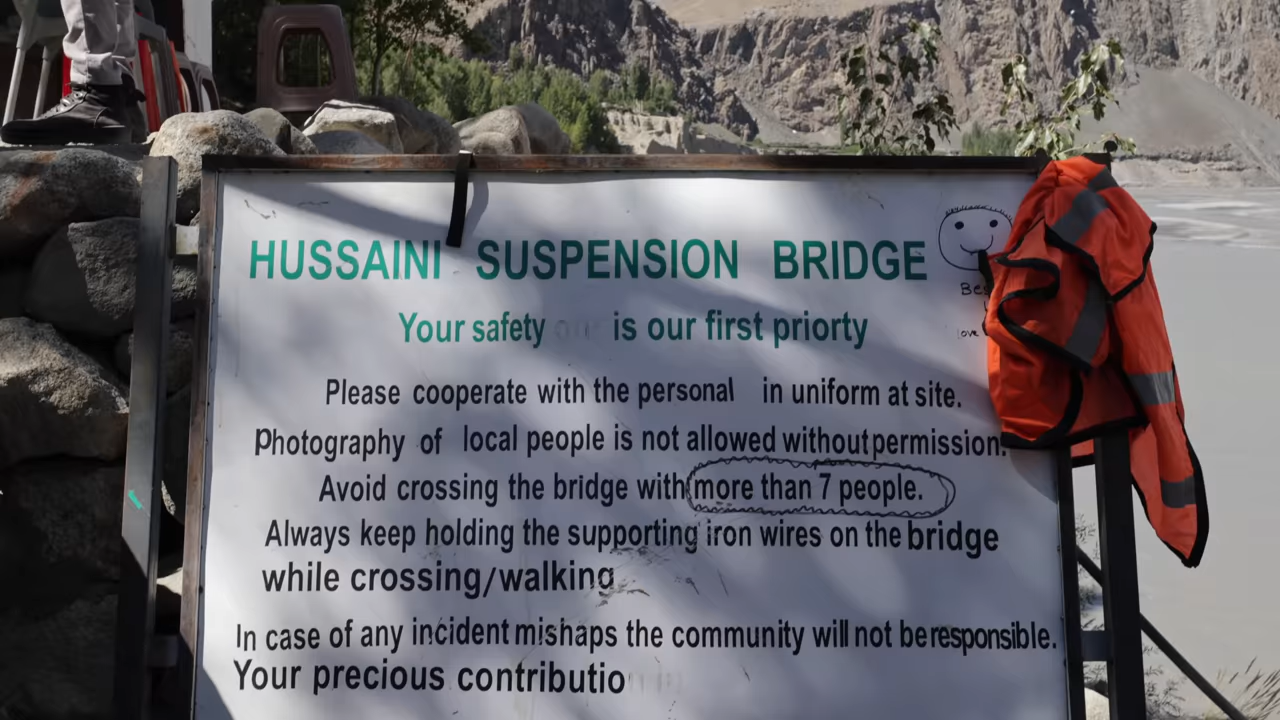 HUSSAINI SUSPENSION BRIDGE
Your safety is our first priorty
love
Please cooperate with the personal in uniform at site.
Photography of local people is not allowed without permission.
Avoid crossing the bridge with more than 7 people.
Always keep holding the supporting iron wires on the bridge
while crossing/walking
In case of any incident mishaps the community will not be responsible.
Your precious contributio